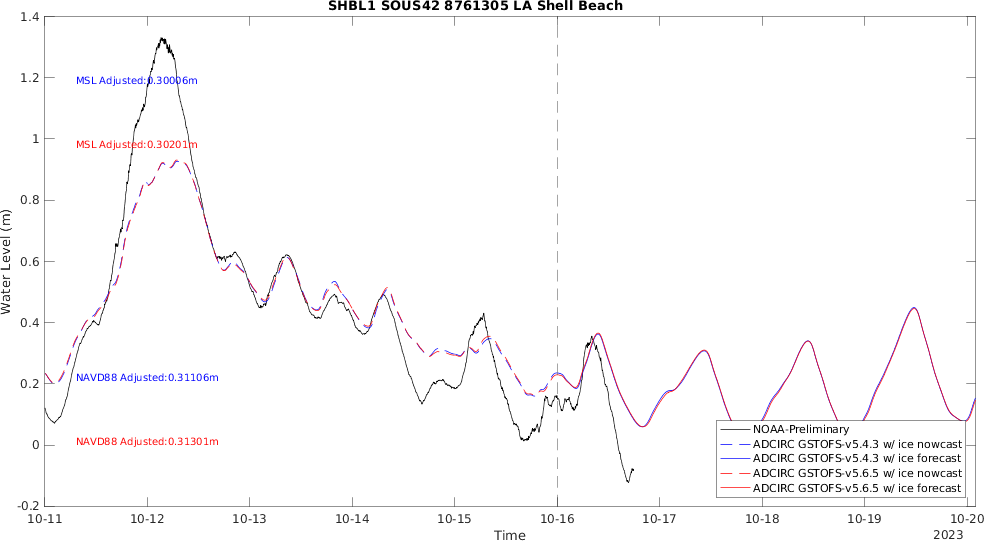 SHBL1 SOUS42 8761305 LA Shell Beach
Water Level (m)
1.4
1.2
1
0.8
0.6
0.4
0.2
0
-0.2
MSL Adjusted:0.30006m
MSL Adjusted:0.30201m
NAVD88 Adjusted:0.31106m
NAVD88 Adjusted:0.31301m
NOAA-Preliminary
ADCIRC GSTOFS-v5.4.3 w/ ice nowcast
ADCIRC GSTOFS-v5.4.3 w/ ice forecast
ADCIRC GSTOFS-v5.6.5 w/ ice nowcast
ADCIRC GSTOFS-v5.6.5 w/ ice forecast
10-11 10-12 10-13 10-14 10-15 10-16 10-17 10-18 10-19 10-20
Time
2023